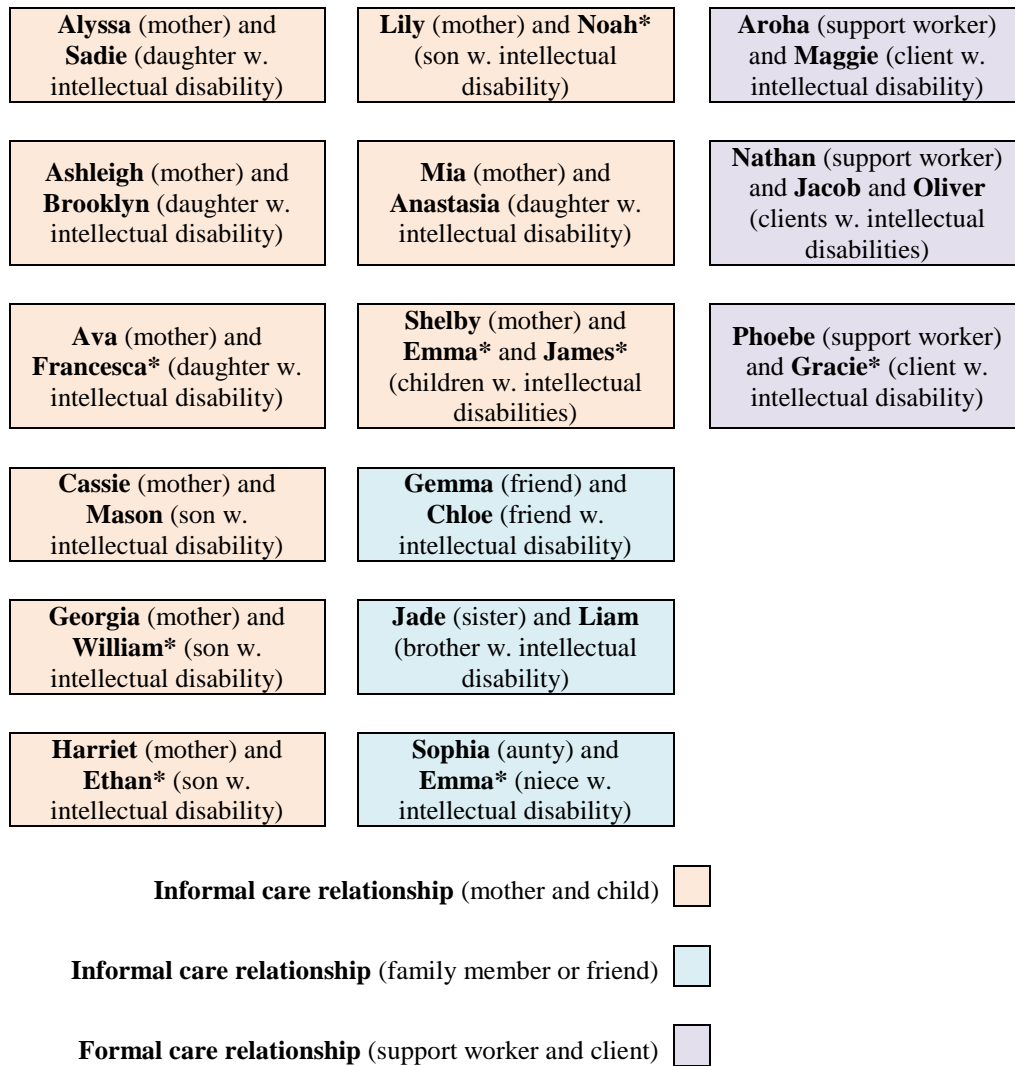 Alyssa (mother) and
Sadie (daughter w.
intellectual disability)
Lily (mother) and Noah*
(son w. intellectual
disability)
Aroha (support worker)
and Maggie (client w.
intellectual disability)
Ashleigh (mother) and
Brooklyn (daughter w.
intellectual disability)
Mia (mother) and
Anastasia (daughter w.
intellectual disability)
Nathan (support worker)
and Jacob and Oliver
(clients w. intellectual
disabilities)
Ava (mother) and
Francesca* (daughter w.
intellectual disability)
Shelby (mother) and
Emma* and James*
(children w. intellectual
disabilities)
Phoebe (support worker)
and Gracie* (client w.
intellectual disability)
Cassie (mother) and
Mason (son w.
intellectual disability)
Gemma (friend) and
Chloe (friend w.
intellectual disability)
Georgia (mother) and
William* (son w.
intellectual disability)
Jade (sister) and Liam
(brother w. intellectual
disability)
Harriet (mother) and
Ethan* (son w.
intellectual disability)
Sophia (aunty) and
Emma* (niece w.
intellectual disability)
Informal care relationship (mother and child)
Informal care relationship (family member or friend)
Formal care relationship (support worker and client)